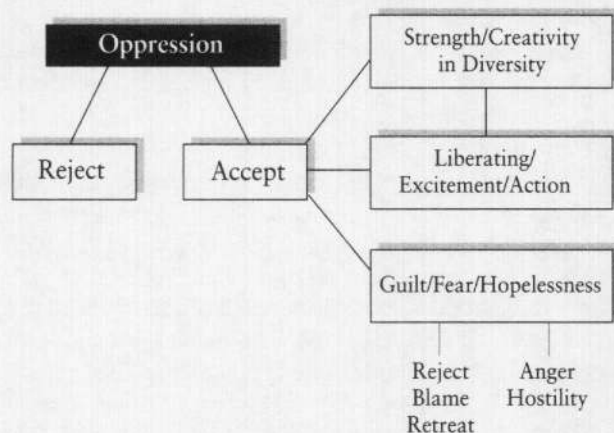 Oppression
Strength/Creativity
in Diversity
Reject
Accept
Liberating/
Excitement/Action
Guilt/Fear/Hopelessness
Reject
Blame
Retreat
Anger
Hostility